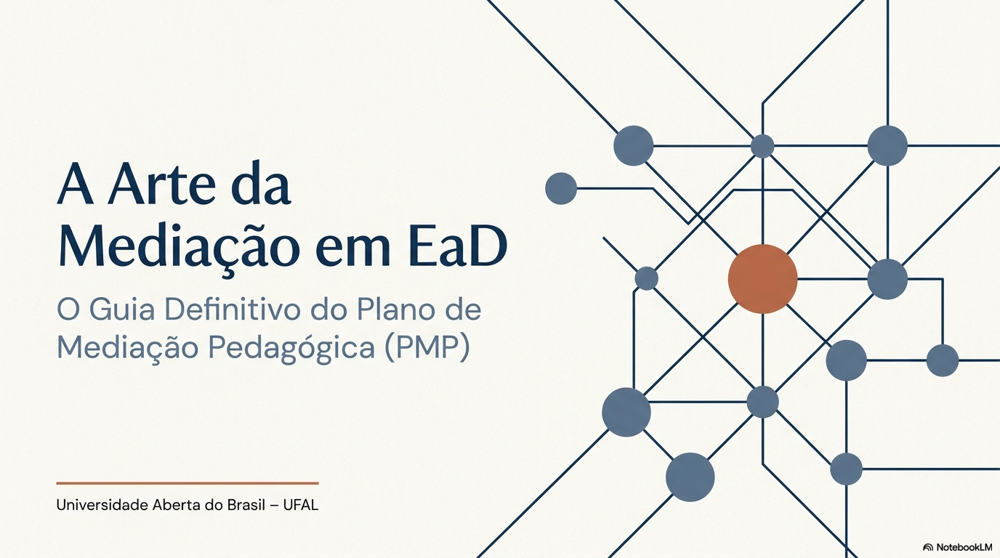 A Arte da
Mediação em EaD
O Guia Definitivo do Plano de
Mediação Pedagógica (PMP)
Universidade Aberta do Brasil – UFAL
NotebookLM